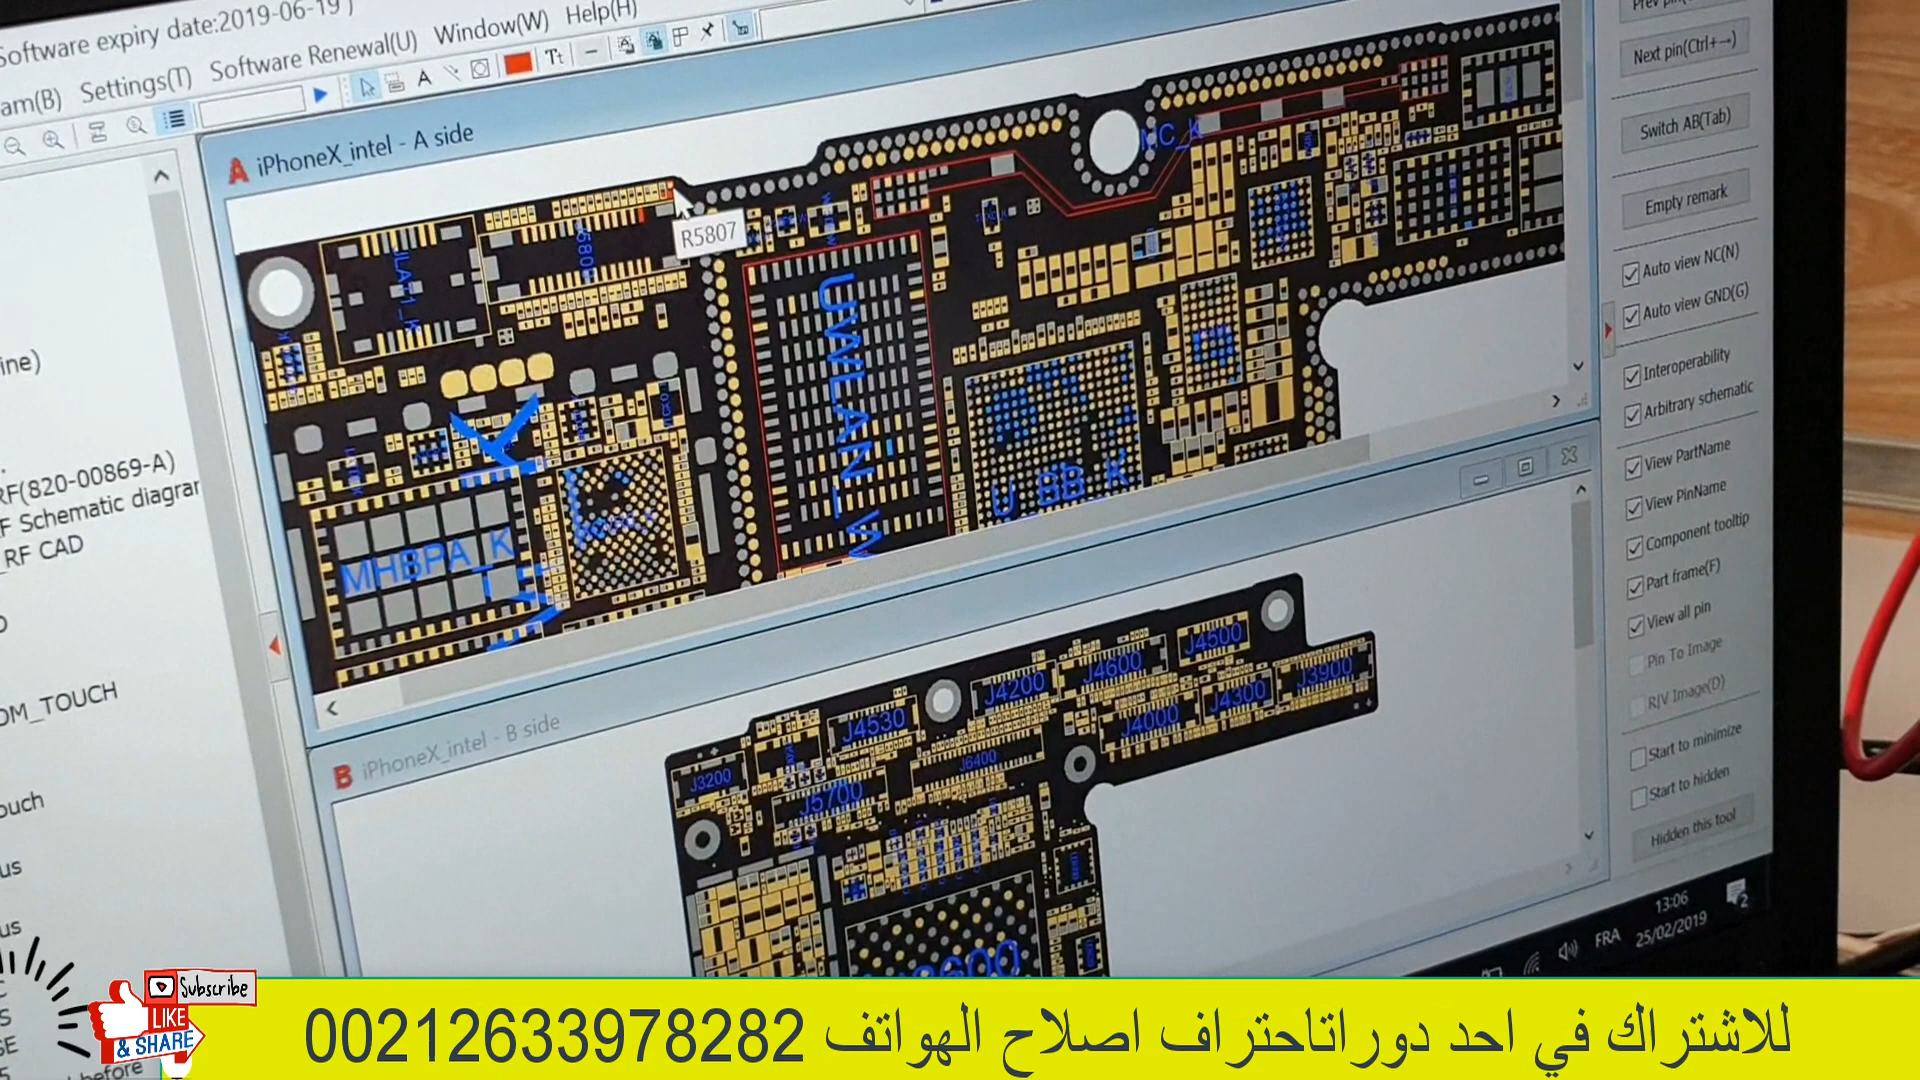 Software expiry date:2019-06-19 )
am(B) Settings(T) Software Renewal(U) Window(W) Help(H)
A iPhoneX_intel - A side
R5807
UWLAN_W
U_BB_K
MHBPA_K
ine)
RF(820-00869-A)
F Schematic diagrar
_RF CAD
OM_TOUCH
ouch
us
us
B iPhoneX_intel - B side
J4500
J4600
J4200
J3900
J4300
J4000
J4530
J6400
J3200
J5700
Next pin(Ctrl+→)
Switch AB(Tab)
Empty remark
Auto view NC(N)
Auto view GND(G)
Interoperability
Arbitrary schematic
View PartName
View PinName
Component tooltip
Part frame(F)
View all pin
Pin To Image
R/V Image(D)
Start to minimize
Start to hidden
Hidden this tool
13:06
FRA 25/02/2019
2
Subscribe
LIKE
& SHARE
before
للاشتراك في احد دوراتاحتراف اصلاح الهواتف 00212633978282